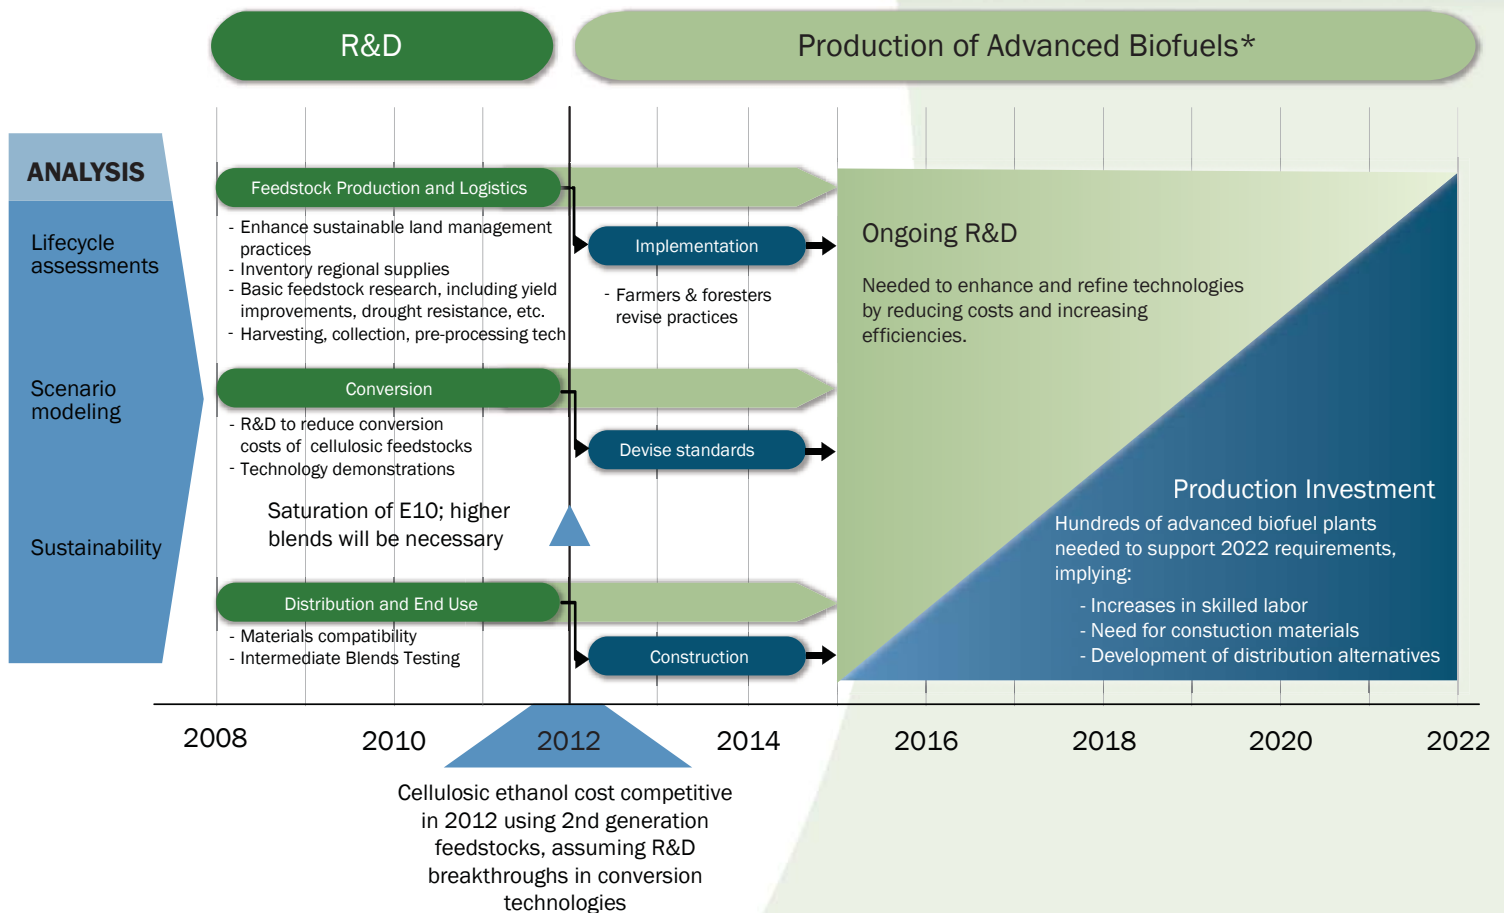 R&D
Production of Advanced Biofuels*
ANALYSIS
Lifecycle
assessments
Scenario
modeling
Sustainability
Feedstock Production and Logistics
- Enhance sustainable land management
practices
- Inventory regional supplies
- Basic feedstock research, including yield
improvements, drought resistance, etc.
- Harvesting, collection, pre-processing tech
Implementation
- Farmers & foresters
revise practices
Conversion
- R&D to reduce conversion
costs of cellulosic feedstocks
- Technology demonstrations
Devise standards
Saturation of E10; higher
blends will be necessary
Distribution and End Use
- Materials compatibility
- Intermediate Blends Testing
Construction
Ongoing R&D
Needed to enhance and refine technologies
by reducing costs and increasing
efficiencies.
Production Investment
Hundreds of advanced biofuel plants
needed to support 2022 requirements,
implying:
- Increases in skilled labor
- Need for constuction materials
- Development of distribution alternatives
2008
2010
2012
2014
2016
2018
2020
2022
Cellulosic ethanol cost competitive
in 2012 using 2nd generation
feedstocks, assuming R&D
breakthroughs in conversion
technologies